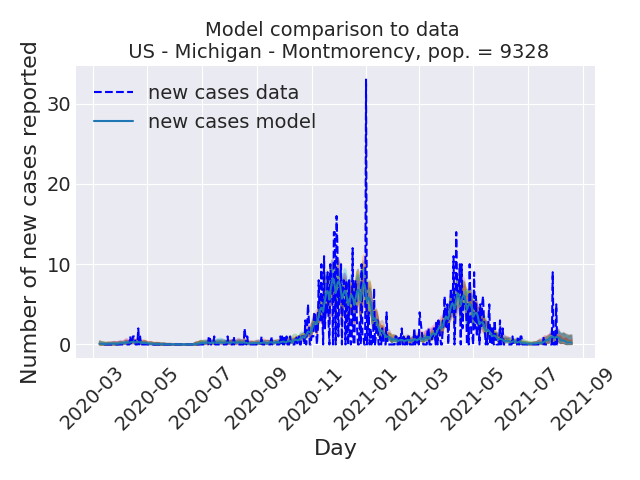 Model comparison to data
US - Michigan - Montmorency, pop. = 9328
Number of new cases reported
new cases data
new cases model
30
20
10
0
2020-03
2020-05
2020-07
2020-09
2020-11
2021-01
2021-03
2021-05
2021-07
2021-09
Day